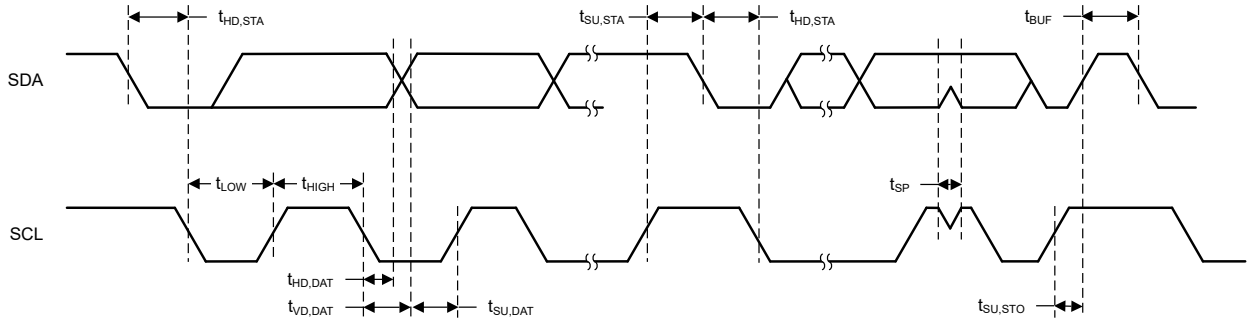 tHD,STA
tSU,STA
tHD,STA
tBUF
SDA
tLOW
tHIGH
tSP
SCL
tHD,DAT
tVD,DAT
tSU,DAT
tSU,STO